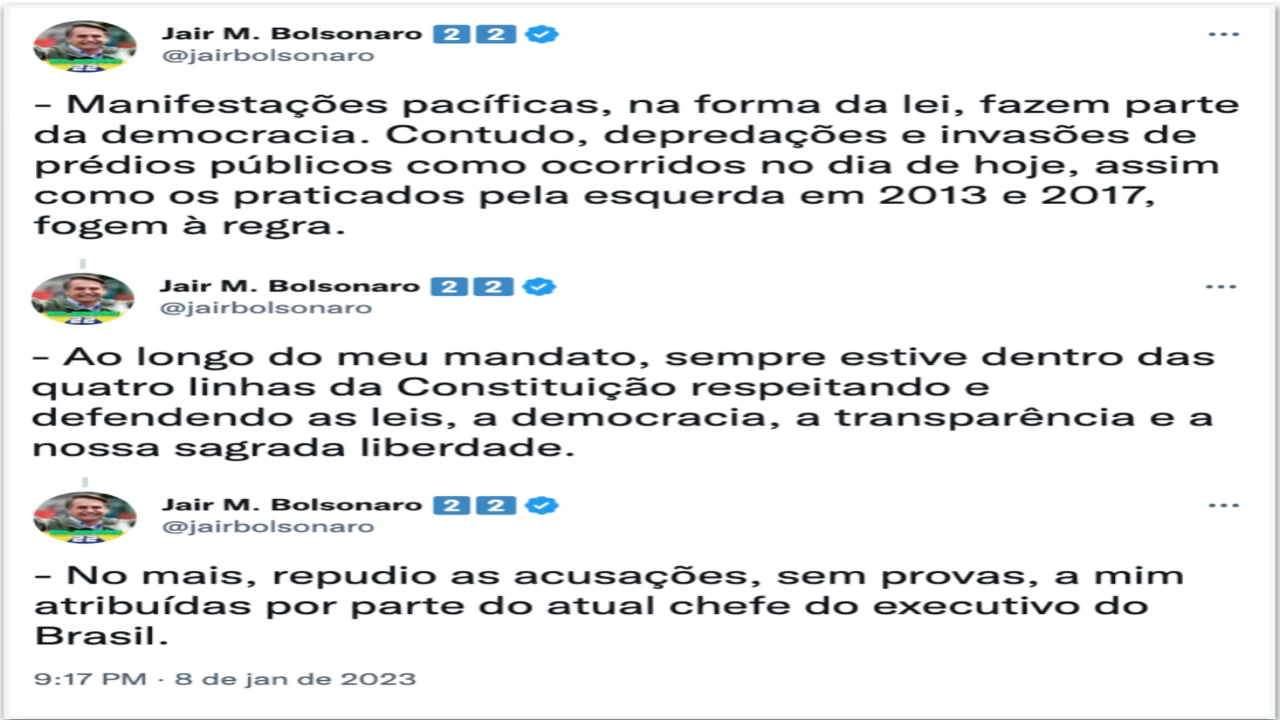 Jair M. Bolsonaro 2 2
@jairbolsonaro
- Manifestações pacíficas, na forma da lei, fazem parte
da democracia. Contudo, depredações e invasões de
prédios públicos como ocorridos no dia de hoje, assim
como os praticados pela esquerda em 2013 e 2017,
fogem à regra.
Jair M. Bolsonaro 2 2
@jairbolsonaro
- Ao longo do meu mandato, sempre estive dentro das
quatro linhas da Constituição respeitando e
defendendo as leis, a democracia, a transparência e a
nossa sagrada liberdade.
Jair M. Bolsonaro 2 2
@jairbolsonaro
- No mais, repudio as acusações, sem provas, a mim
atribuídas por parte do atual chefe do executivo do
Brasil.
9:17 PM · 8 de jan de 2023